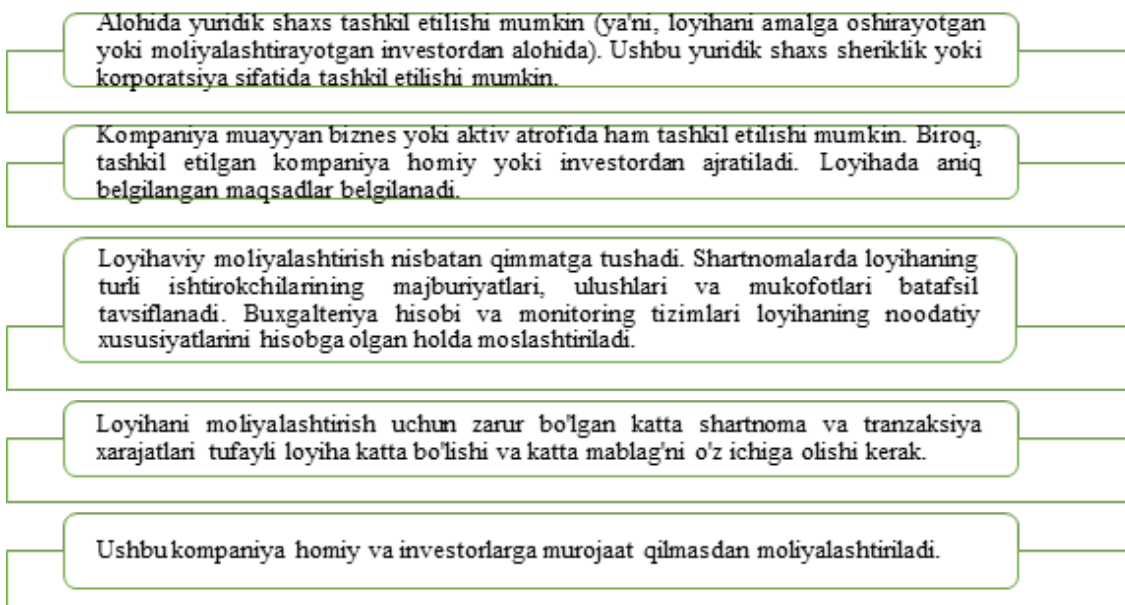 Alohida yuridik shaxs tashkil etilishi mumkin (ya'ni, loyihani amalga oshirayotgan
yoki moliyalashtirayotgan investordan alohida). Ushbu yuridik shaxs sheriklik yoki
korporatsiya sifatida tashkil etilishi mumkin.
Kompaniya muayyan biznes yoki aktiv atrofida ham tashkil etilishi mumkin. Biroq,
tashkil etilgan kompaniya homiy yoki investordan ajratiladi. Loyihada aniq
belgilangan maqsadlar belgilanadi.
Loyihaviy moliyalashtirish nisbatan qimmatga tushadi. Shartnomalarda loyihaning
turli ishtirokchilarining majburiyatlari, ulushlari va mukofotlari batafsil
tavsiflanadi. Buxgalteriya hisobi va monitoring tizimlari loyihaning noodatiy
xususiyatlarini hisobga olgan holda moslashtiriladi.
Loyihani moliyalashtirish uchun zarur bo'lgan katta shartnoma va tranzaksiya
xarajatlari tufayli loyiha katta bo'lishi va katta mablag'ni o'z ichiga olishi kerak.
Ushbu kompaniya homiy va investorlarga murojaat qilmasdan moliyalashtiriladi.